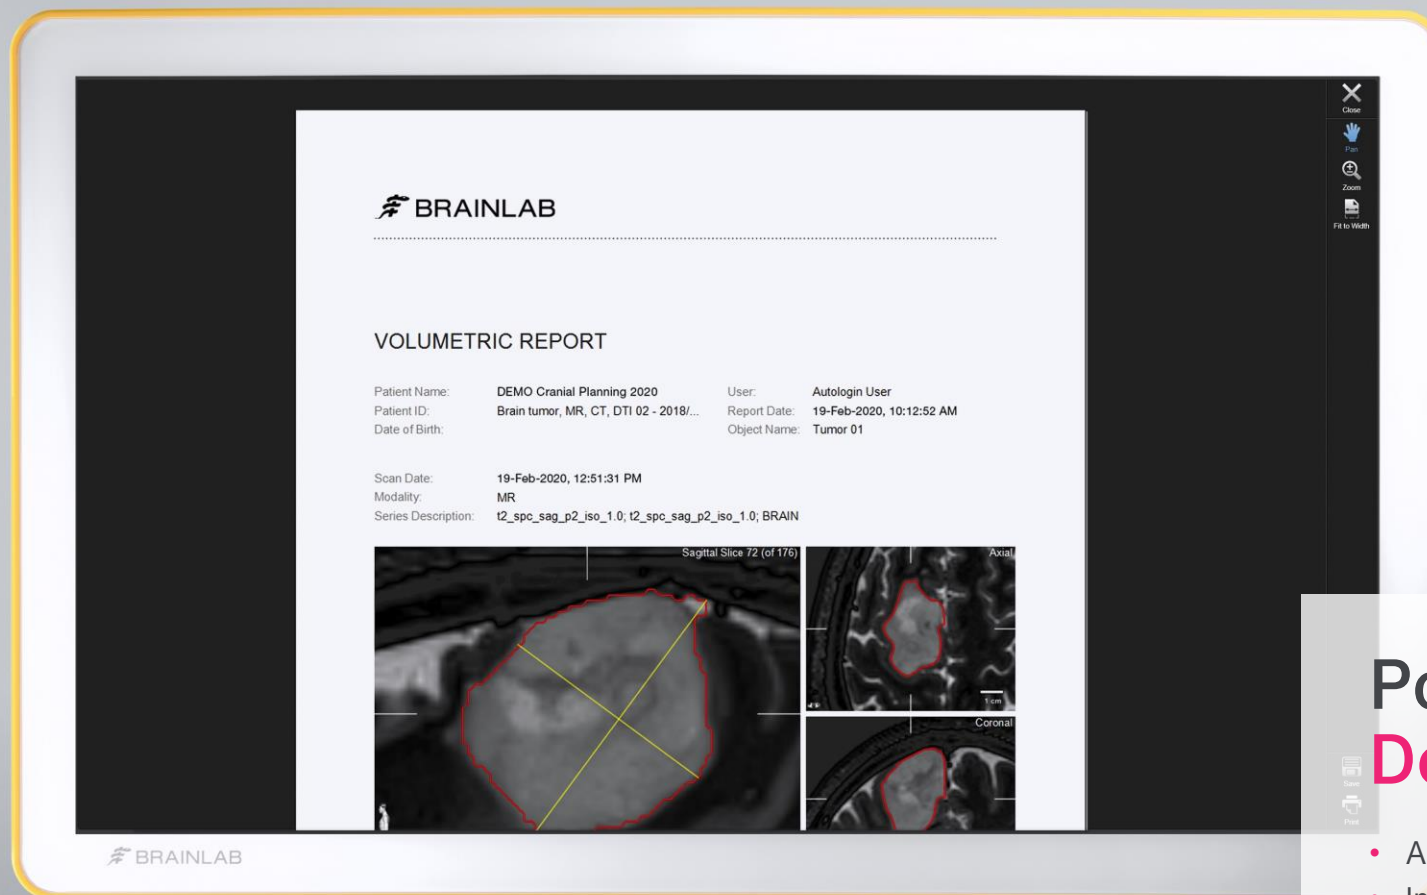 Close
Pan
Zoom
Fit to Width
BRAINLAB
VOLUMETRIC REPORT
Patient Name: DEMO Cranial Planning 2020 User: Autologin User
Patient ID: Brain tumor, MR, CT, DTI 02 - 2018/... Report Date: 19-Feb-2020, 10:12:52 AM
Date of Birth: Object Name: Tumor 01
Scan Date: 19-Feb-2020, 12:51:31 PM
Modality: MR
Series Description: t2_spc_sag_p2_iso_1.0; t2_spc_sag_p2_iso_1.0; BRAIN
Sagittal Slice 72 (of 176)
Axial
1 cm
Coronal
Save
Print
BRAINLAB